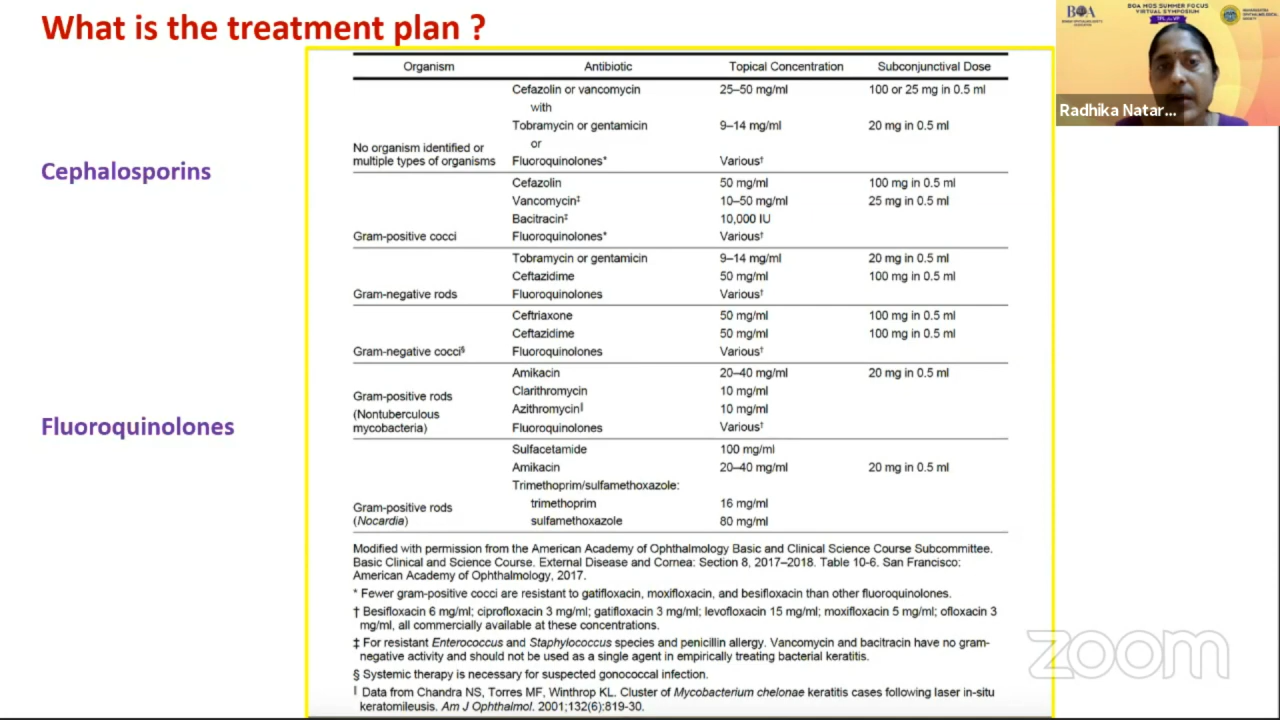 What is the treatment plan ?
BOA MOS SUMMER FOCUS
VIRTUAL SYMPOSIUM
BOA
Radhika Natar...
Cephalosporins
Fluoroquinolones
Organism Antibiotic Topical Concentration Subconjunctival Dose
Cefazolin or vancomycin 25–50 mg/ml 100 or 25 mg in 0.5 ml
with
Tobramycin or gentamicin 9–14 mg/ml 20 mg in 0.5 ml
or
No organism identified or
multiple types of organisms Fluoroquinolones* Various†
Cefazolin 50 mg/ml 100 mg in 0.5 ml
Vancomycin‡ 10–50 mg/ml 25 mg in 0.5 ml
Bacitracin‡ 10,000 IU
Gram-positive cocci Fluoroquinolones* Various†
Tobramycin or gentamicin 9–14 mg/ml 20 mg in 0.5 ml
Ceftazidime 50 mg/ml 100 mg in 0.5 ml
Gram-negative rods Fluoroquinolones Various†
Ceftriaxone 50 mg/ml 100 mg in 0.5 ml
Ceftazidime 50 mg/ml 100 mg in 0.5 ml
Gram-negative cocci§ Fluoroquinolones Various†
Amikacin 20–40 mg/ml 20 mg in 0.5 ml
Gram-positive rods Clarithromycin 10 mg/ml
(Nontuberculous Azithromycin‖ 10 mg/ml
mycobacteria) Fluoroquinolones Various†
Sulfacetamide 100 mg/ml
Amikacin 20–40 mg/ml 20 mg in 0.5 ml
Trimethoprim/sulfamethoxazole:
Gram-positive rods trimethoprim 16 mg/ml
(Nocardia) sulfamethoxazole 80 mg/ml
Modified with permission from the American Academy of Ophthalmology Basic and Clinical Science Course Subcommittee.
Basic Clinical and Science Course. External Disease and Cornea: Section 8, 2017–2018. Table 10-6. San Francisco:
American Academy of Ophthalmology, 2017.
* Fewer gram-positive cocci are resistant to gatifloxacin, moxifloxacin, and besifloxacin than other fluoroquinolones.
† Besifloxacin 6 mg/ml; ciprofloxacin 3 mg/ml; gatifloxacin 3 mg/ml; levofloxacin 15 mg/ml; moxifloxacin 5 mg/ml; ofloxacin 3
mg/ml, all commercially available at these concentrations.
‡ For resistant Enterococcus and Staphylococcus species and penicillin allergy. Vancomycin and bacitracin have no gram-
negative activity and should not be used as a single agent in empirically treating bacterial keratitis.
§ Systemic therapy is necessary for suspected gonococcal infection.
‖ Data from Chandra NS, Torres MF, Winthrop KL. Cluster of Mycobacterium chelonae keratitis cases following laser in-situ
keratomileusis. Am J Ophthalmol. 2001;132(6):819-30.
zoom